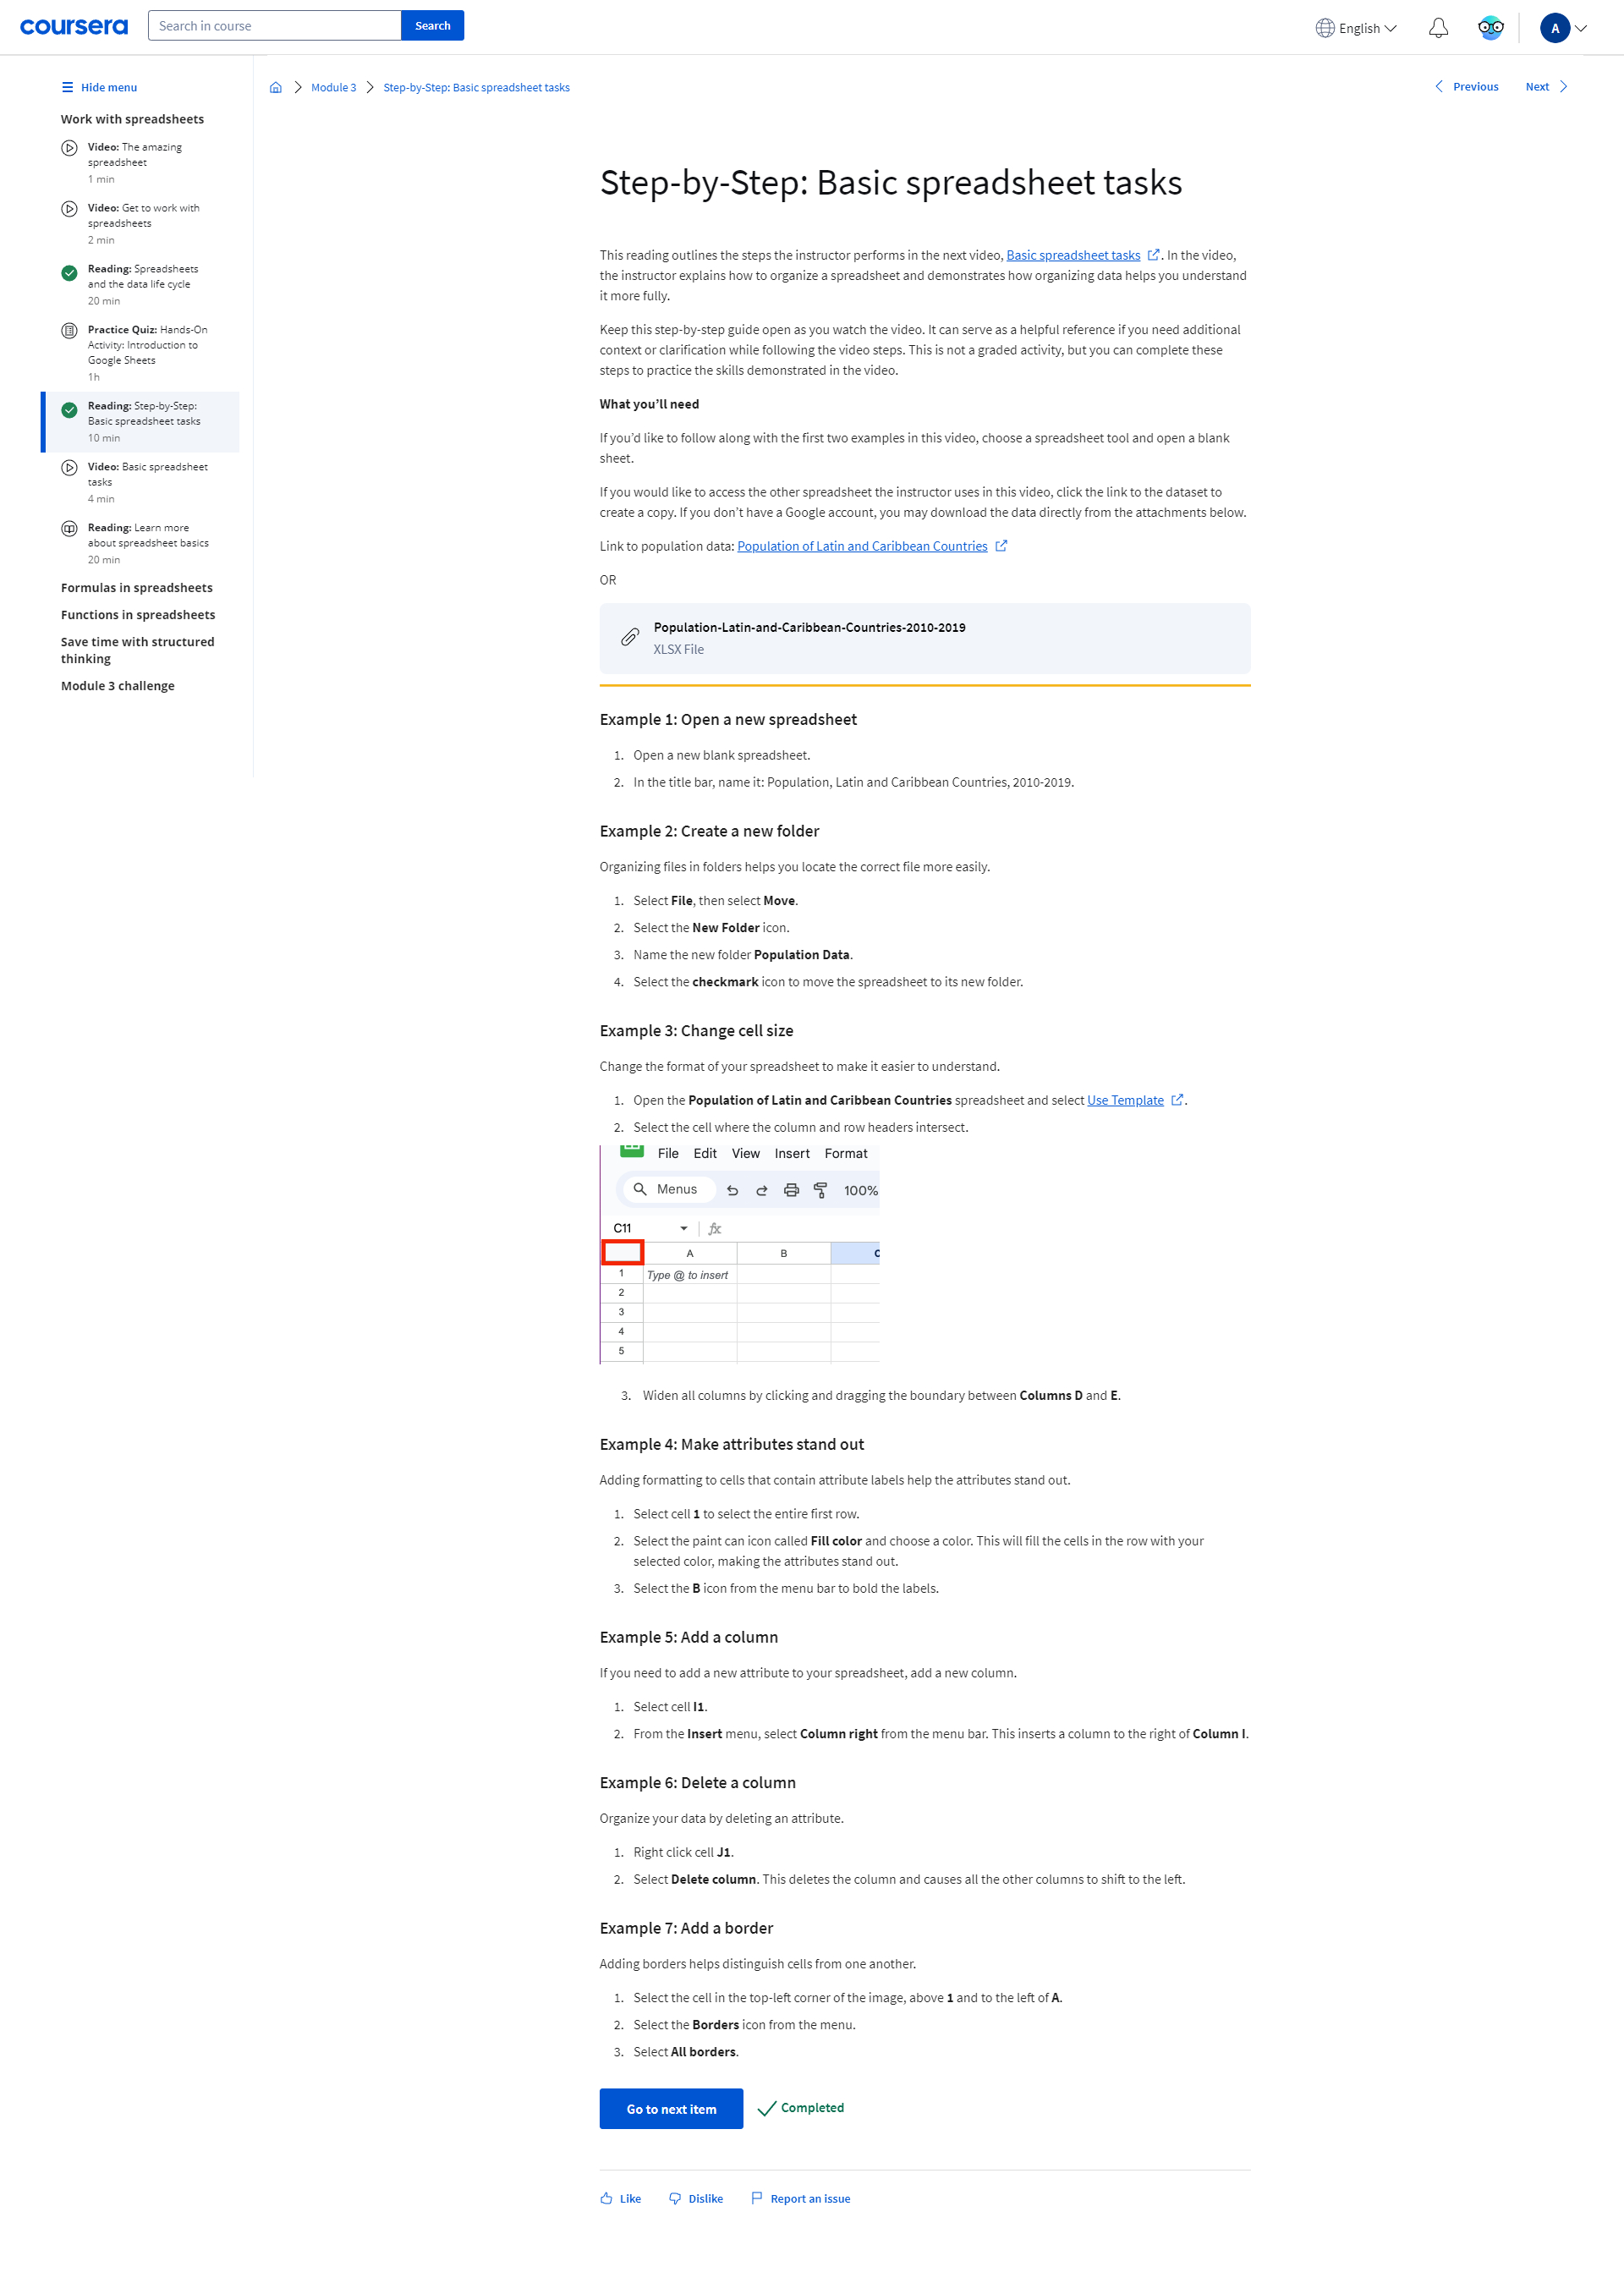 coursera
Search in course
Search
English
A
Hide menu
Work with spreadsheets
Video: The amazing
spreadsheet
1 min
Video: Get to work with
spreadsheets
2 min
Reading: Spreadsheets
and the data life cycle
20 min
Practice Quiz: Hands-On
Activity: Introduction to
Google Sheets
1h
Reading: Step-by-Step:
Basic spreadsheet tasks
10 min
Video: Basic spreadsheet
tasks
4 min
Reading: Learn more
about spreadsheet basics
20 min
Formulas in spreadsheets
Functions in spreadsheets
Save time with structured
thinking
Module 3 challenge
Module 3
Step-by-Step: Basic spreadsheet tasks
Previous
Next
Step-by-Step: Basic spreadsheet tasks
This reading outlines the steps the instructor performs in the next video, Basic spreadsheet tasks. In the video,
the instructor explains how to organize a spreadsheet and demonstrates how organizing data helps you understand
it more fully.
Keep this step-by-step guide open as you watch the video. It can serve as a helpful reference if you need additional
context or clarification while following the video steps. This is not a graded activity, but you can complete these
steps to practice the skills demonstrated in the video.
What you’ll need
If you’d like to follow along with the first two examples in this video, choose a spreadsheet tool and open a blank
sheet.
If you would like to access the other spreadsheet the instructor uses in this video, click the link to the dataset to
create a copy. If you don’t have a Google account, you may download the data directly from the attachments below.
Link to population data: Population of Latin and Caribbean Countries
OR
Population-Latin-and-Caribbean-Countries-2010-2019
XLSX File
Example 1: Open a new spreadsheet
1. Open a new blank spreadsheet.
2. In the title bar, name it: Population, Latin and Caribbean Countries, 2010-2019.
Example 2: Create a new folder
Organizing files in folders helps you locate the correct file more easily.
1. Select File, then select Move.
2. Select the New Folder icon.
3. Name the new folder Population Data.
4. Select the checkmark icon to move the spreadsheet to its new folder.
Example 3: Change cell size
Change the format of your spreadsheet to make it easier to understand.
1. Open the Population of Latin and Caribbean Countries spreadsheet and select Use Template.
2. Select the cell where the column and row headers intersect.
File Edit View Insert Format
Menus 100%
C11 fx
A B C
1 Type @ to insert
2
3
4
5
3. Widen all columns by clicking and dragging the boundary between Columns D and E.
Example 4: Make attributes stand out
Adding formatting to cells that contain attribute labels help the attributes stand out.
1. Select cell 1 to select the entire first row.
2. Select the paint can icon called Fill color and choose a color. This will fill the cells in the row with your
selected color, making the attributes stand out.
3. Select the B icon from the menu bar to bold the labels.
Example 5: Add a column
If you need to add a new attribute to your spreadsheet, add a new column.
1. Select cell I1.
2. From the Insert menu, select Column right from the menu bar. This inserts a column to the right of Column I.
Example 6: Delete a column
Organize your data by deleting an attribute.
1. Right click cell J1.
2. Select Delete column. This deletes the column and causes all the other columns to shift to the left.
Example 7: Add a border
Adding borders helps distinguish cells from one another.
1. Select the cell in the top-left corner of the image, above 1 and to the left of A.
2. Select the Borders icon from the menu.
3. Select All borders.
Go to next item
Completed
Like
Dislike
Report an issue